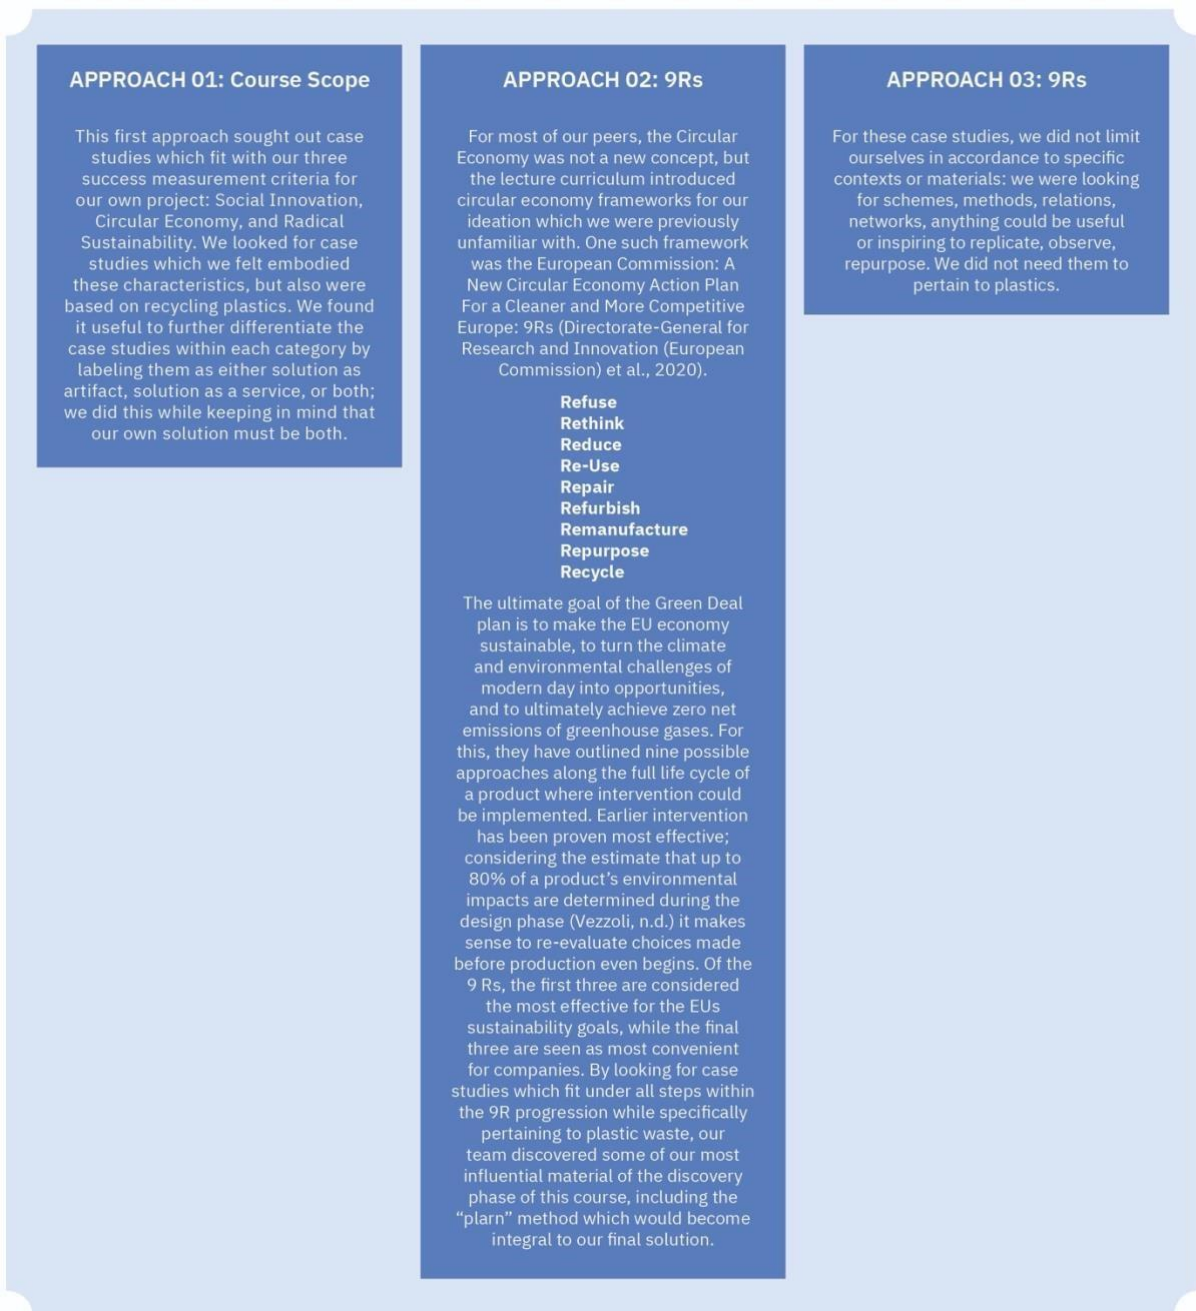 APPROACH 01: Course Scope
This first approach sought out case
studies which fit with our three
success measurement criteria for
our own project: Social Innovation,
Circular Economy, and Radical
Sustainability. We looked for case
studies which we felt embodied
these characteristics, but also were
based on recycling plastics. We found
it useful to further differentiate the
case studies within each category by
labeling them as either solution as
artifact, solution as a service, or both;
we did this while keeping in mind that
our own solution must be both.
APPROACH 02: 9Rs
For most of our peers, the Circular
Economy was not a new concept, but
the lecture curriculum introduced
circular economy frameworks for our
ideation which we were previously
unfamiliar with. One such framework
was the European Commission: A
New Circular Economy Action Plan
For a Cleaner and More Competitive
Europe: 9Rs (Directorate-General for
Research and Innovation (European
Commission) et al., 2020).
Refuse
Rethink
Reduce
Re-Use
Repair
Refurbish
Remanufacture
Repurpose
Recycle
The ultimate goal of the Green Deal
plan is to make the EU economy
sustainable, to turn the climate
and environmental challenges of
modern day into opportunities,
and to ultimately achieve zero net
emissions of greenhouse gases. For
this, they have outlined nine possible
approaches along the full life cycle of
a product where intervention could
be implemented. Earlier intervention
has been proven most effective;
considering the estimate that up to
80% of a product’s environmental
impacts are determined during the
design phase (Vezzoli, n.d.) it makes
sense to re-evaluate choices made
before production even begins. Of the
9 Rs, the first three are considered
the most effective for the EUs
sustainability goals, while the final
three are seen as most convenient
for companies. By looking for case
studies which fit under all steps within
the 9R progression while specifically
pertaining to plastic waste, our
team discovered some of our most
influential material of the discovery
phase of this course, including the
“plarn” method which would become
integral to our final solution.
APPROACH 03: 9Rs
For these case studies, we did not limit
ourselves in accordance to specific
contexts or materials: we were looking
for schemes, methods, relations,
networks, anything could be useful
or inspiring to replicate, observe,
repurpose. We did not need them to
pertain to plastics.